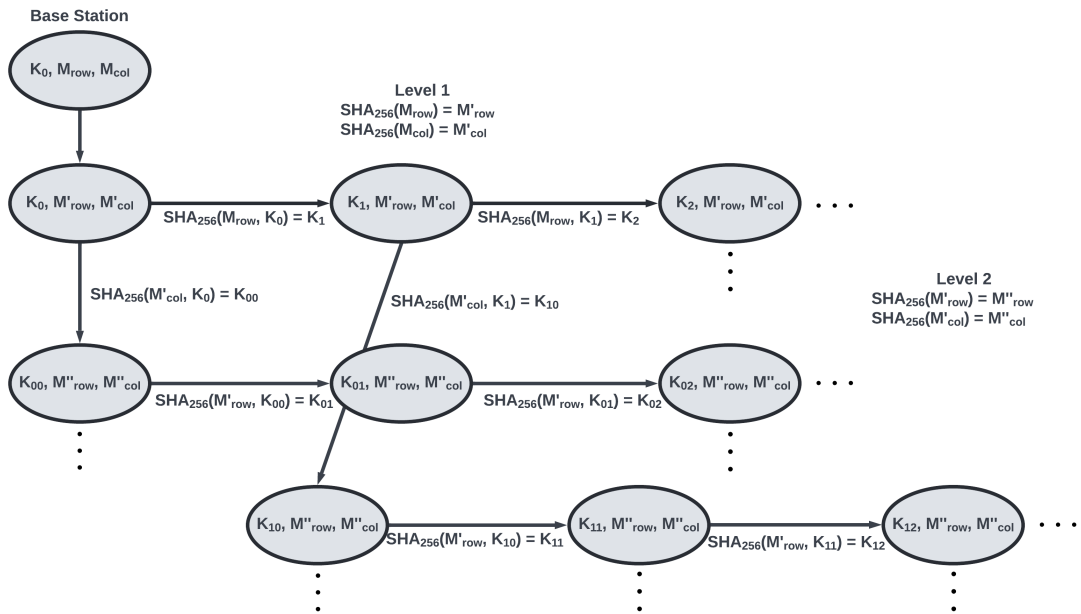 Base Station
K0, Mrow, Mcol
Level 1
SHA256(Mrow) = M'row
SHA256(Mcol) = M'col
K0, M'row, M'col
SHA256(Mrow, K0) = K1
K1, M'row, M'col
SHA256(Mrow, K1) = K2
K2, M'row, M'col
SHA256(M'col, K0) = K00
SHA256(M'col, K1) = K10
Level 2
SHA256(M'row) = M''row
SHA256(M'col) = M''col
K00, M''row, M''col
SHA256(M'row, K00) = K01
K01, M''row, M''col
SHA256(M'row, K01) = K02
K02, M''row, M''col
K10, M''row, M''col
SHA256(M'row, K10) = K11
K11, M''row, M''col
SHA256(M'row, K11) = K12
K12, M''row, M''col